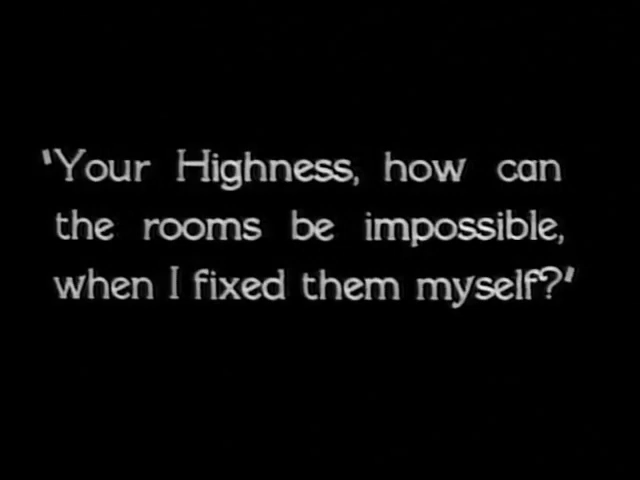 "Your Highness, how can
the rooms be impossible,
when I fixed them myself?"